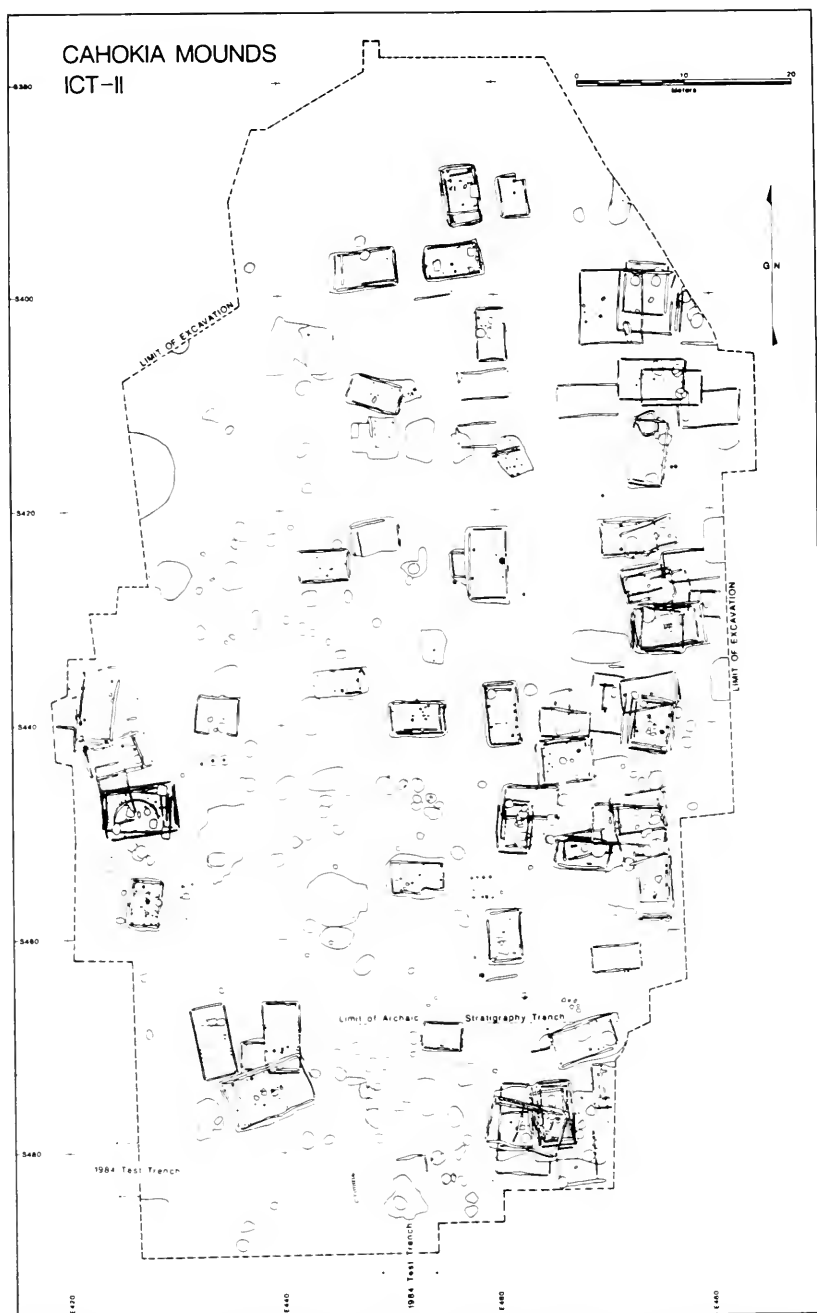 CAHOKIA MOUNDS
ICT-II
0 10 20
Meters
S380
GN
S400
LIMIT OF EXCAVATION
S420
LIMIT OF EXCAVATION
S440
S460
Limit of Archaic Stratigraphy Trench
S480
1984 Test Trench
1984 Test Trench
E420
E440
E460
E480